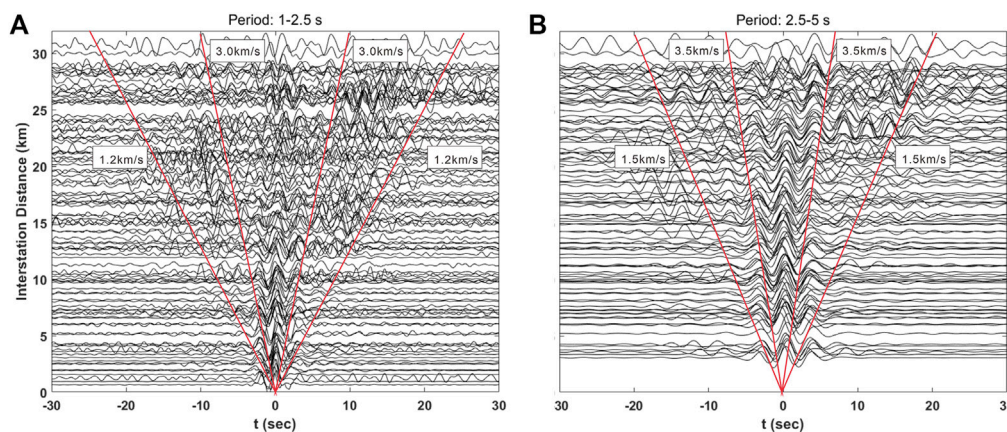 A
Period: 1-2.5 s
Interstation Distance (km)
30
25
20
15
10
5
0
3.0km/s
3.0km/s
1.2km/s
1.2km/s
-30
-20
-10
0
10
20
30
t (sec)
B
Period: 2.5-5 s
3.5km/s
3.5km/s
1.5km/s
1.5km/s
-30
-20
-10
0
10
20
30
t (sec)